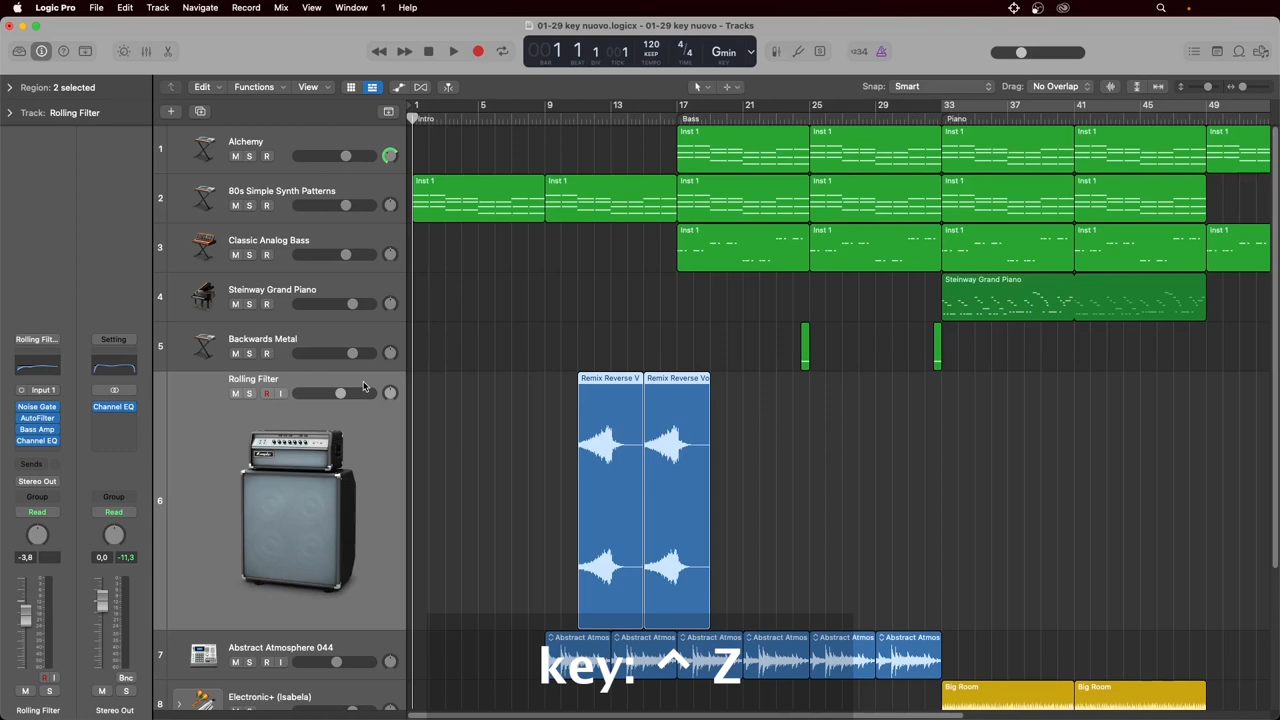 Logic Pro File Edit Track Navigate Record Mix View Window 1 Help
01-29 key nuovo.logicx - 01-29 key nuovo - Tracks
001 1 1 001 120 4/4 Gmin
BAR BEAT DIV TICK KEEP TEMPO TIME KEY
1234
Region: 2 selected
Edit Functions View Snap: Smart Drag: No Overlap
Track: Rolling Filter
1 5 9 13 17 21 25 29 33 37 41 45 49
Intro Bass Piano
1 Alchemy
M S R
Inst 1 Inst 1 Inst 1 Inst 1 Inst 1
2 80s Simple Synth Patterns
M S R
Inst 1 Inst 1 Inst 1 Inst 1 Inst 1 Inst 1
3 Classic Analog Bass
M S R
Inst 1 Inst 1 Inst 1 Inst 1 Inst 1
4 Steinway Grand Piano
M S R
Steinway Grand Piano
5 Backwards Metal
M S R
6 Rolling Filter
M S R I
Remix Reverse V Remix Reverse Vo
7 Abstract Atmosphere 044
M S R I
Abstract Atmos Abstract Atmos Abstract Atmos Abstract Atmos Abstract Atmos Abstract Atmos
8 Electronic+ (Isabela)
M S R
Big Room Big Room
Rolling Filt... Setting
Input 1
Noise Gate Channel EQ
AutoFilter
Bass Amp
Channel EQ
Sends
Stereo Out
Group Group
Read Read
-3,8 0,0 -11,3
R I Bnc
M S M S
Rolling Filter Stereo Out
key: ^ Z